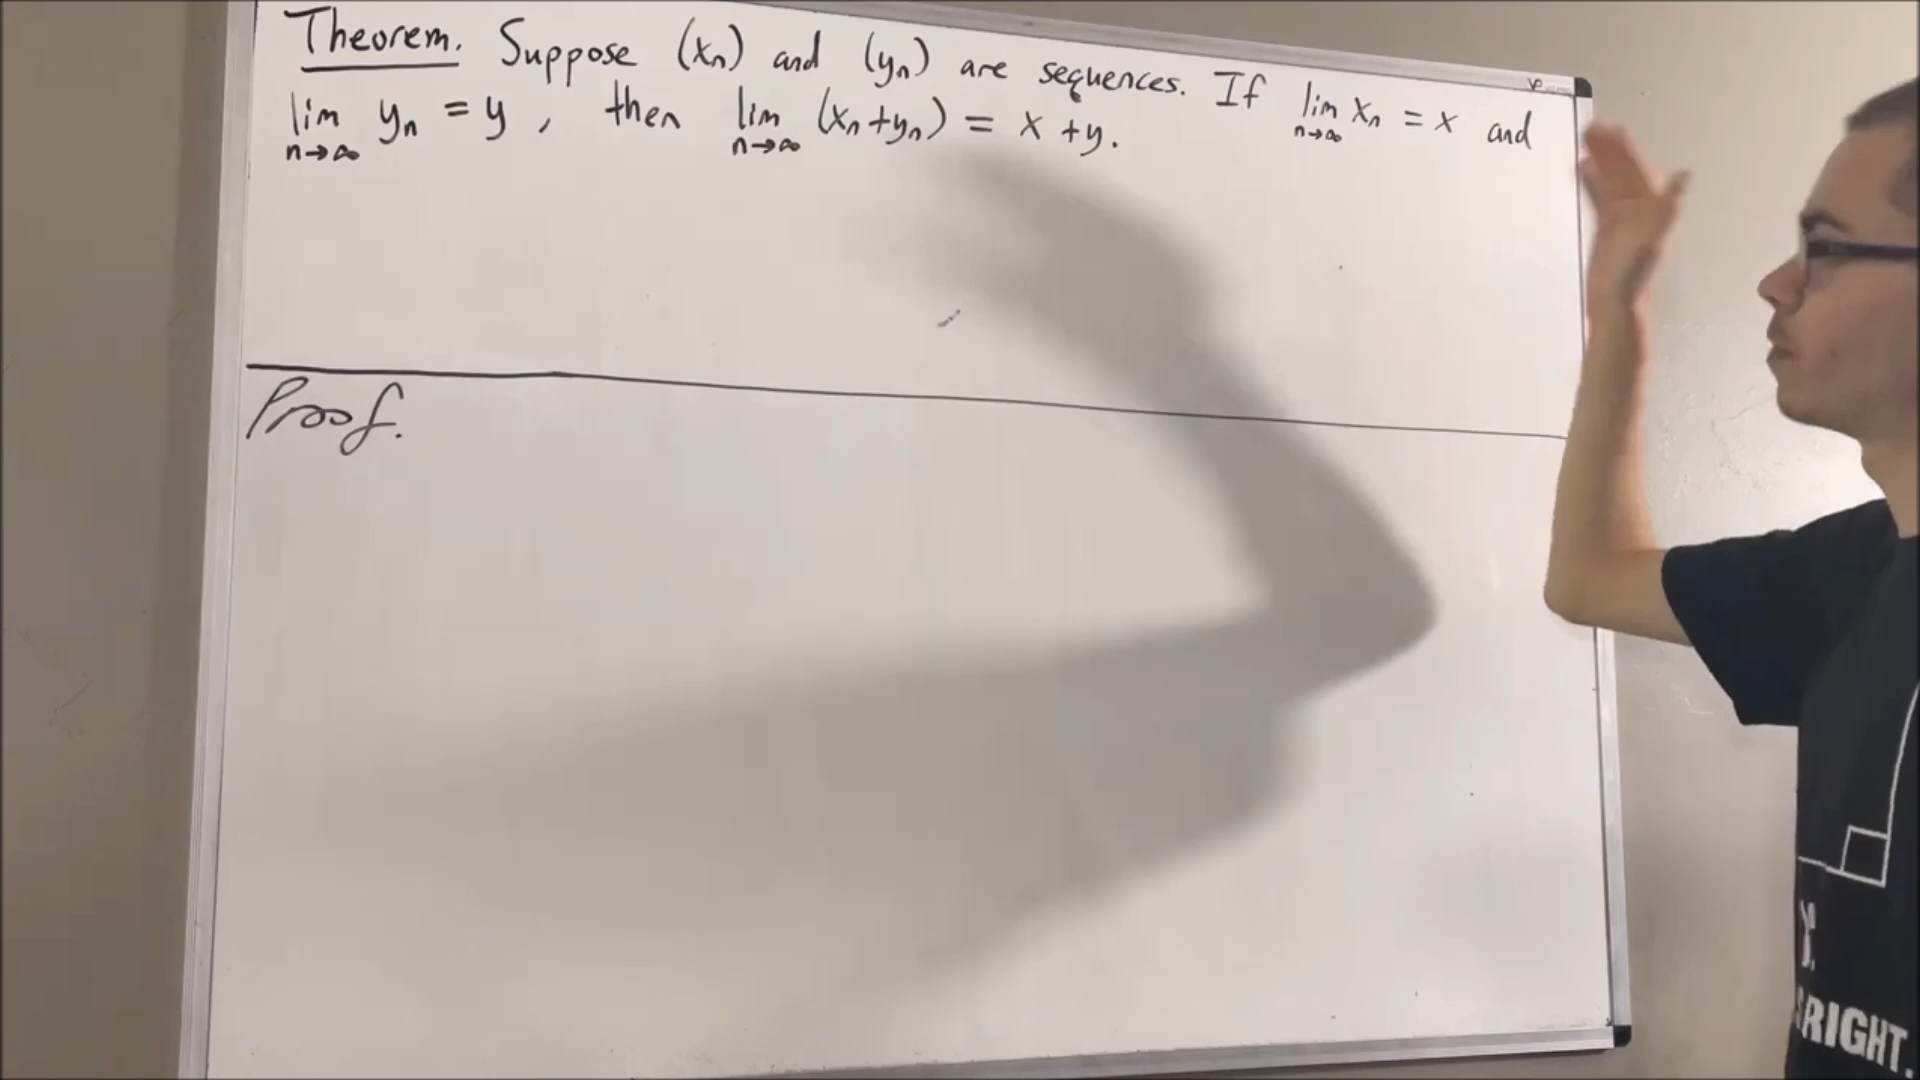 Theorem. Suppose (xₙ) and (yₙ) are sequences. If lim n→∞ xₙ = x and
lim n→∞ yₙ = y, then lim n→∞ (xₙ+yₙ) = x + y.
Proof.
RIGHT.